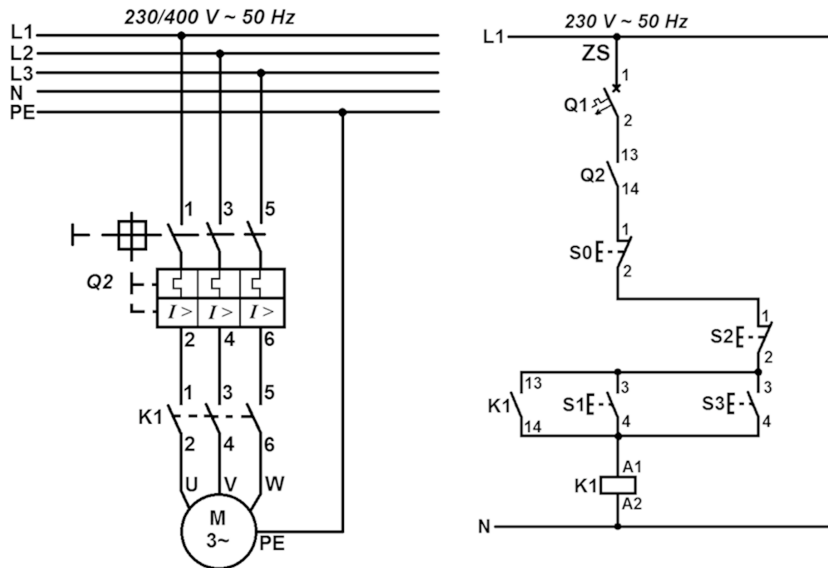 230/400 V ~ 50 Hz
L1
L2
L3
N
PE
1 3 5
Q2
I > I > I >
2 4 6
1 3 5
K1
2 4 6
U V W
M
3~
PE
230 V ~ 50 Hz
L1
ZS
1
Q1
2
13
Q2
14
1
S0
2
1
S2
2
13 3 3
K1 S1 S3
14 4 4
A1
K1
A2
N